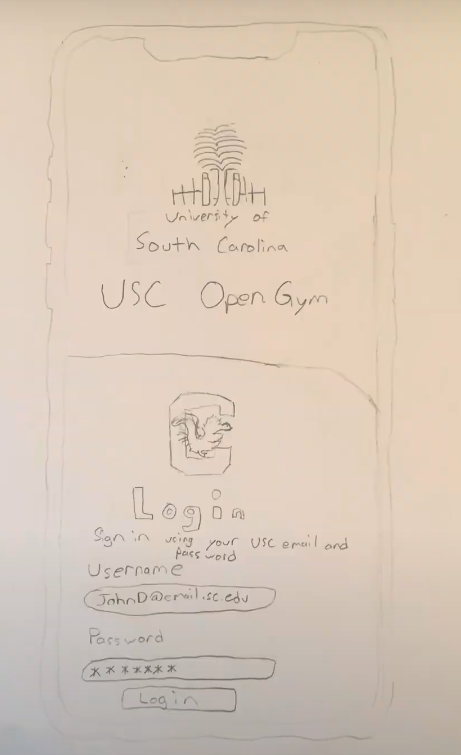 University of
South Carolina
USC Open Gym
Login
Sign in using your USC email and
password
Username
JohnD@email.sc.edu
Password
*******
Login